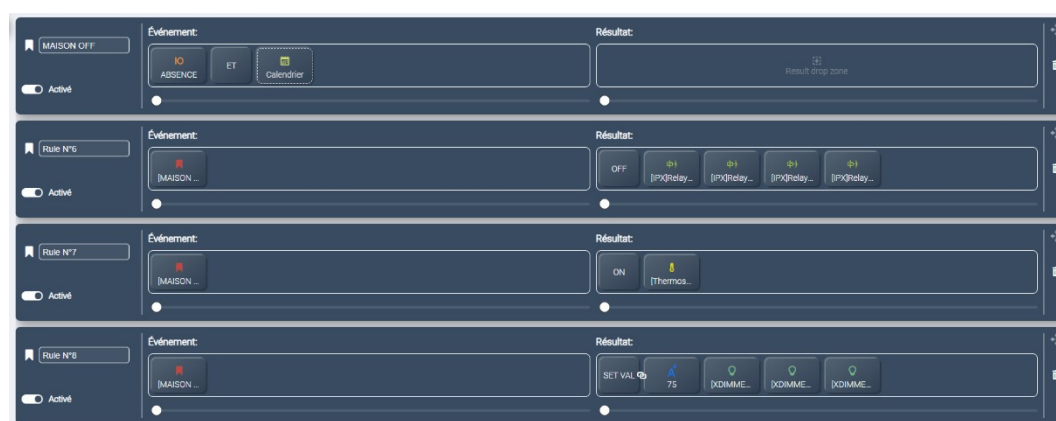 Événement:
Résultat:
MAISON OFF
IO
ABSENCE
ET
Calendrier
Result drop zone
Activé
Événement:
Résultat:
Rule N°6
[MAISON ...
OFF
[IPX]Relay...
[IPX]Relay...
[IPX]Relay...
[IPX]Relay...
Activé
Événement:
Résultat:
Rule N°7
[MAISON ...
ON
[Thermos...
Activé
Événement:
Résultat:
Rule N°8
[MAISON ...
SET VAL
A
75
[XDIMME...
[XDIMME...
[XDIMME...
Activé